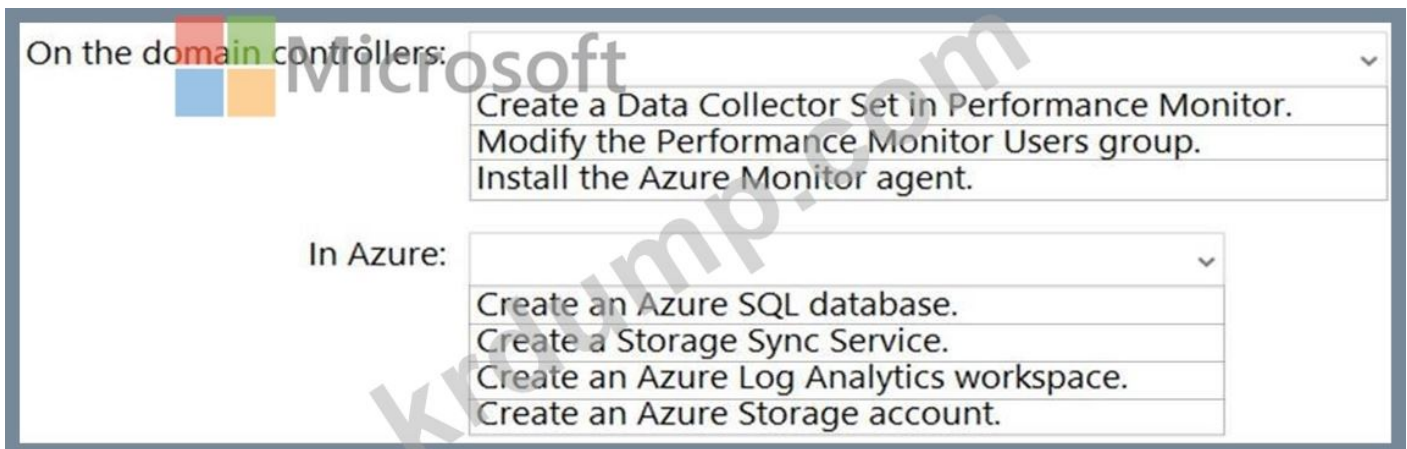 On the domain controllers:
Microsoft
Create a Data Collector Set in Performance Monitor.
Modify the Performance Monitor Users group.
Install the Azure Monitor agent.
In Azure:
Create an Azure SQL database.
Create a Storage Sync Service.
Create an Azure Log Analytics workspace.
Create an Azure Storage account.
krdump.com